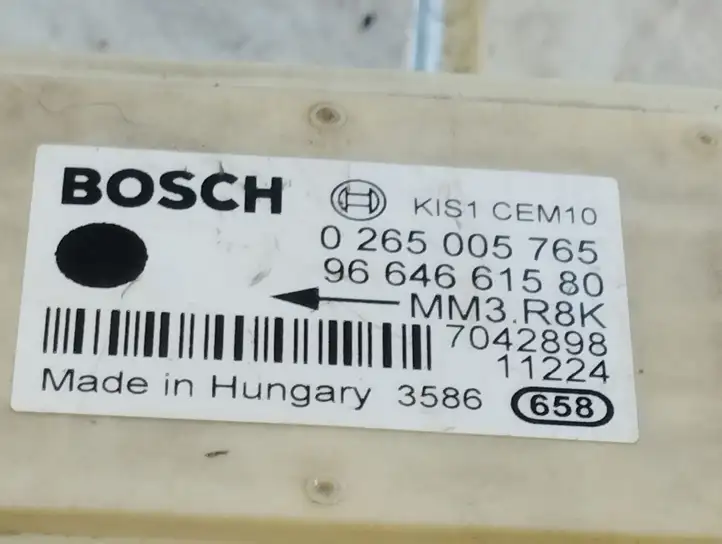 BOSCH KIS1 CEM10
0 265 005 765
96 646 615 80
MM3.R8K
7042898
11224
Made in Hungary 3586 658